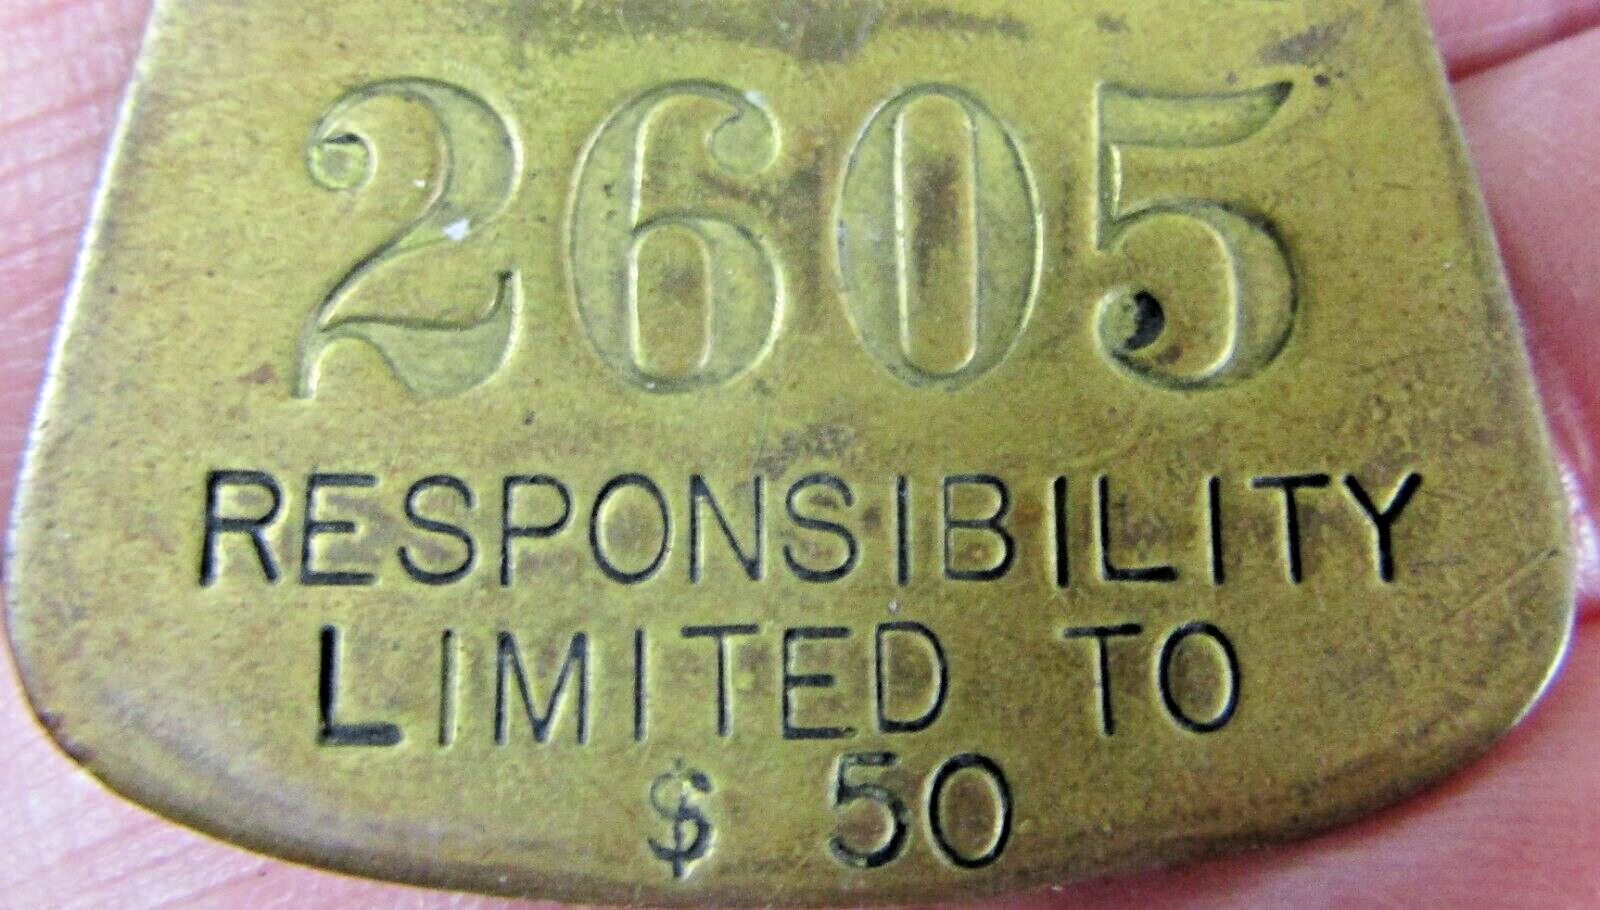 2605
RESPONSIBILITY
LIMITED TO
$ 50